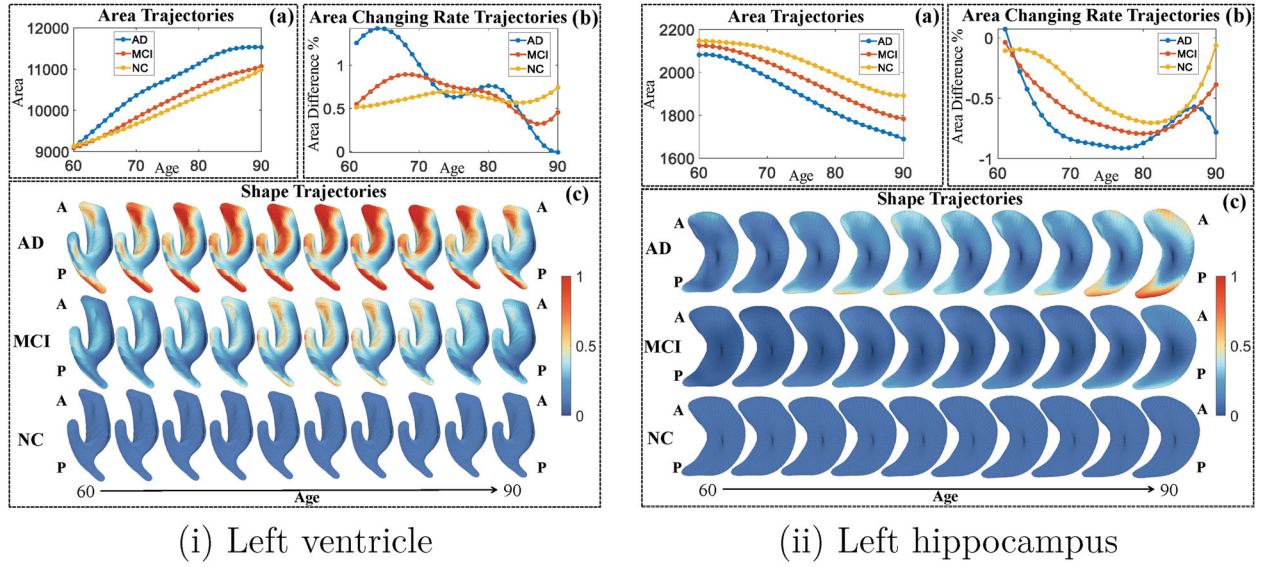 Area Trajectories (a)
12000
11000
10000
9000
Area
AD
MCI
NC
60 70 80 90
Age
Area Changing Rate Trajectories (b)
Area Difference %
1
0.5
0
AD
MCI
NC
61 70 80 90
Age
Shape Trajectories (c)
A A
AD
P P
A A
MCI
P P
A A
NC
P P
1
0.5
0
60 Age 90
(i) Left ventricle
Area Trajectories (a)
2200
2000
1800
1600
Area
AD
MCI
NC
60 70 80 90
Age
Area Changing Rate Trajectories (b)
Area Difference %
0
-0.5
-1
AD
MCI
NC
61 70 80 90
Age
Shape Trajectories (c)
A A
AD
P P
A A
MCI
P P
A A
NC
P P
1
0.5
0
60 Age 90
(ii) Left hippocampus